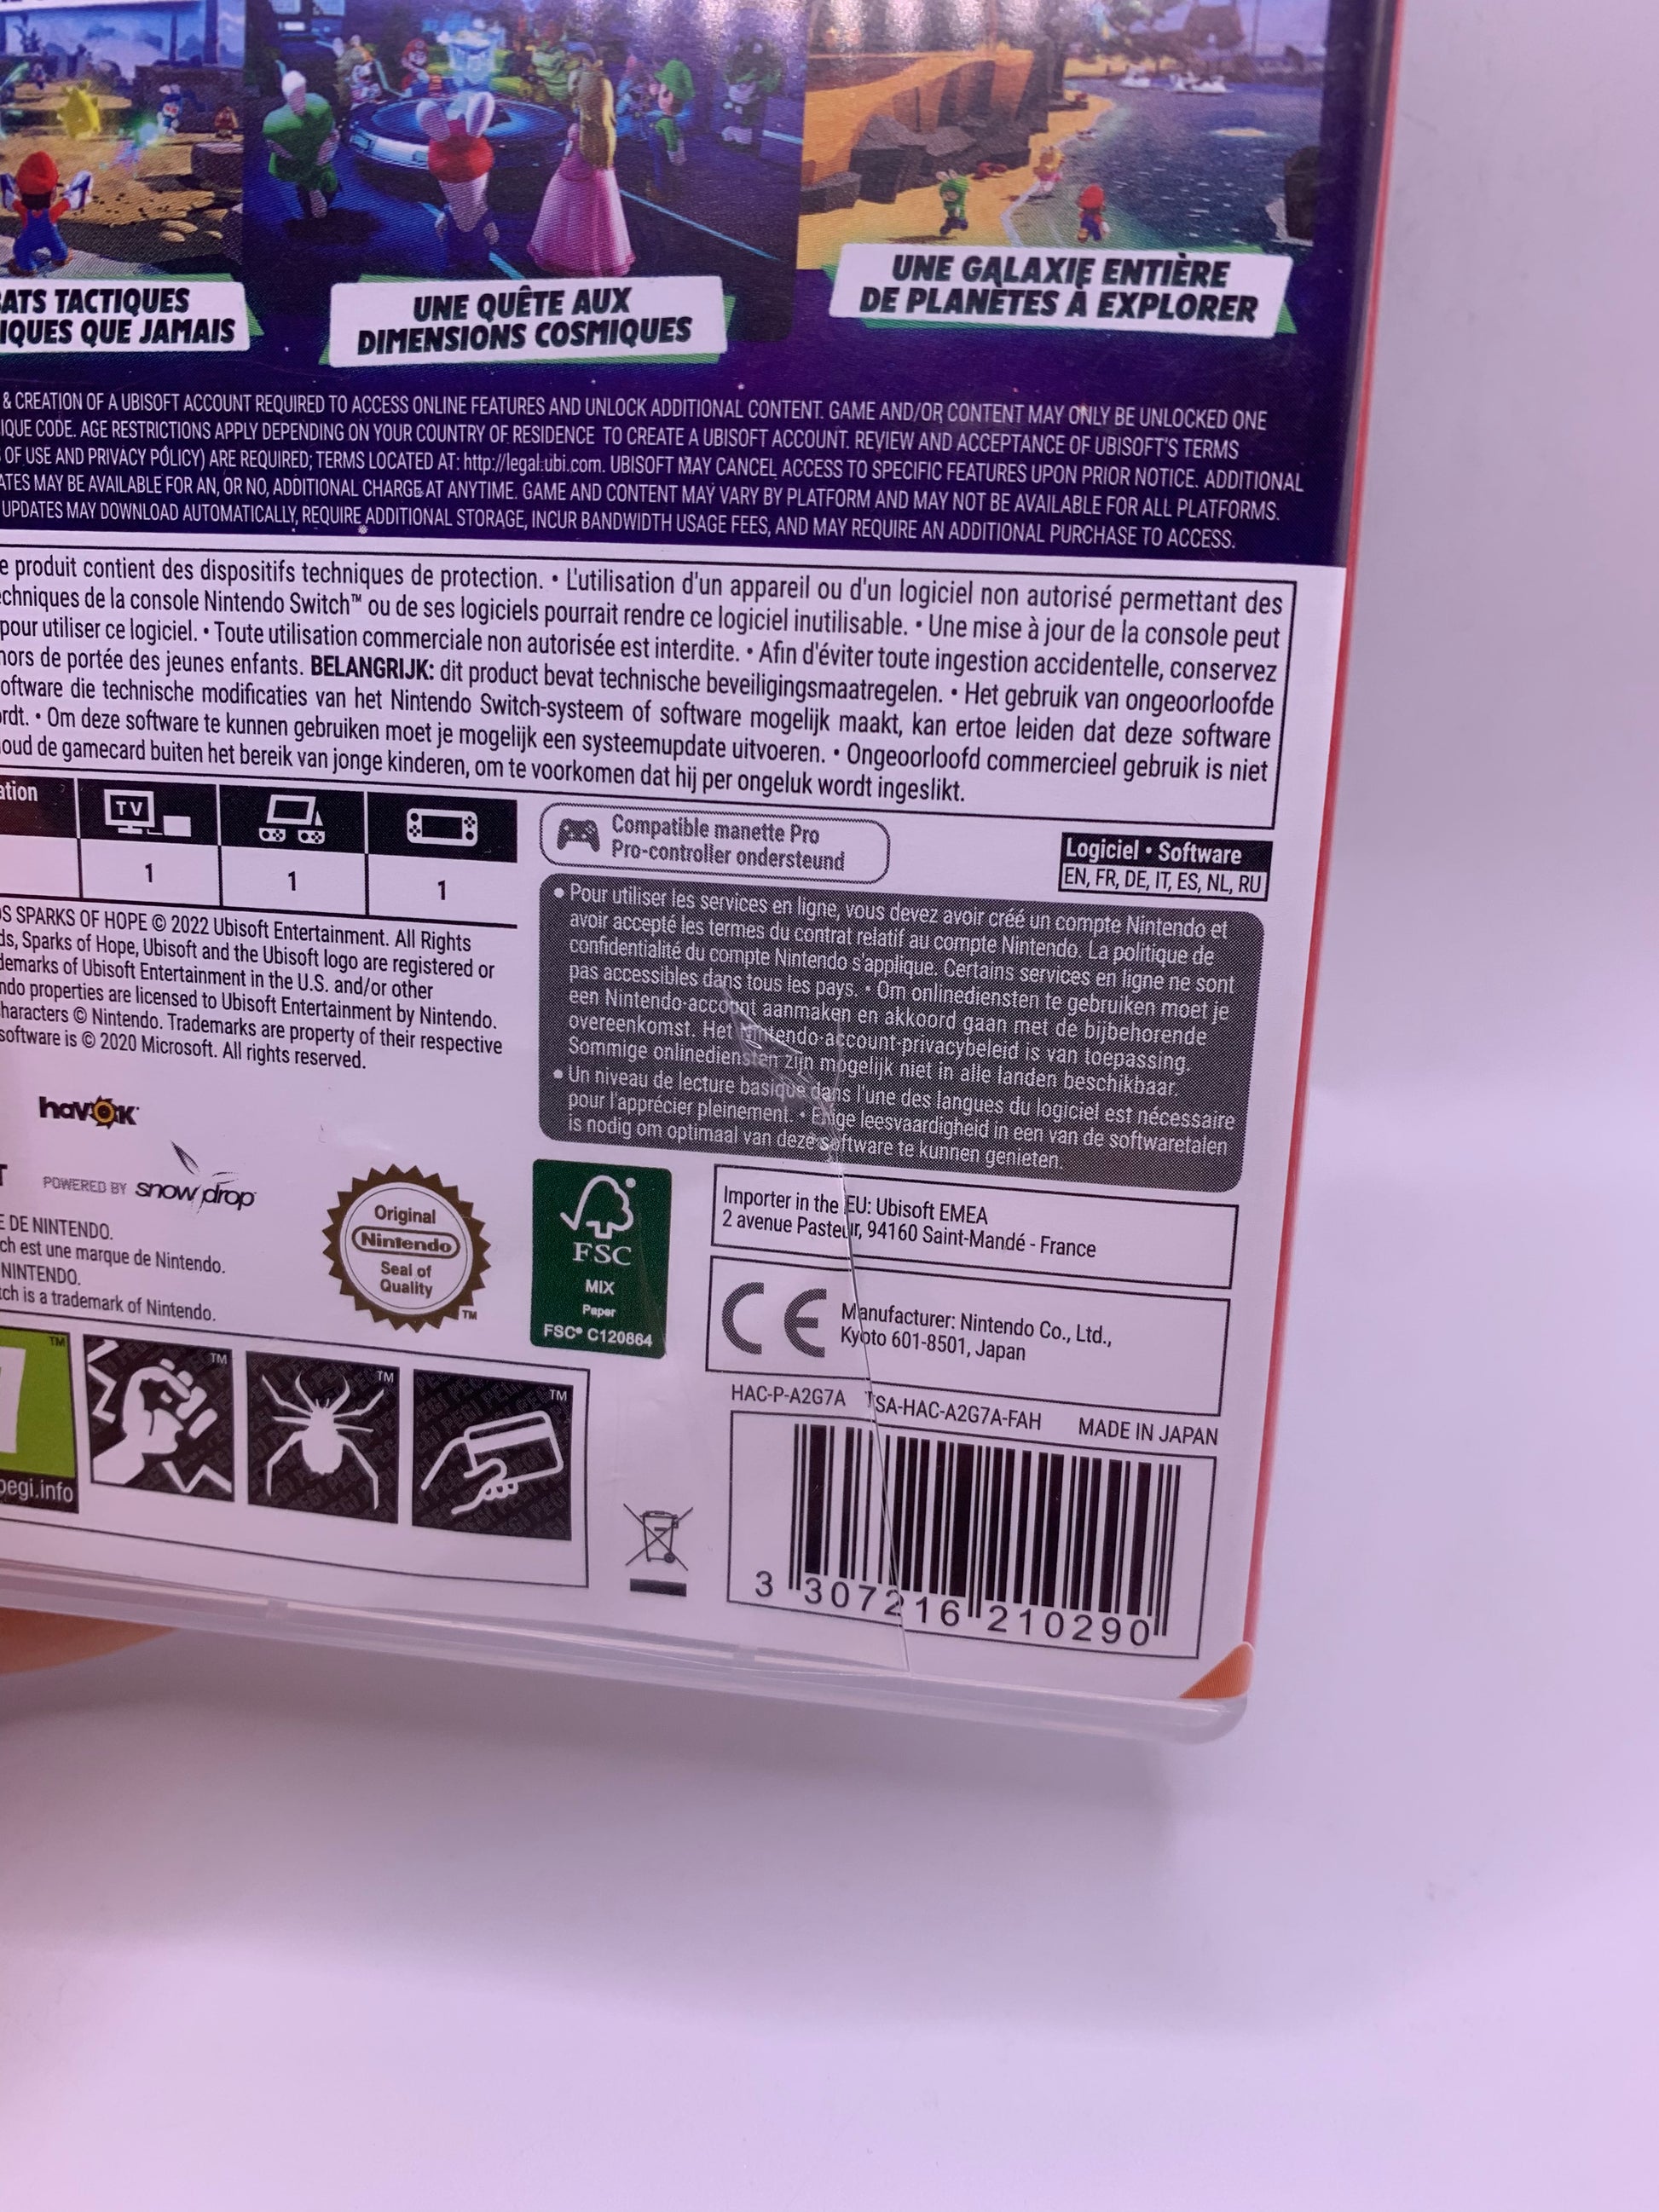 ATS TACTIQUES
IQUES QUE JAMAIS
UNE QUÊTE AUX
DIMENSIONS COSMIQUES
UNE GALAXIE ENTIÈRE
DE PLANÈTES À EXPLORER
& CREATION OF A UBISOFT ACCOUNT REQUIRED TO ACCESS ONLINE FEATURES AND UNLOCK ADDITIONAL CONTENT. GAME AND/OR CONTENT MAY ONLY BE UNLOCKED ONE
IQUE CODE. AGE RESTRICTIONS APPLY DEPENDING ON YOUR COUNTRY OF RESIDENCE TO CREATE A UBISOFT ACCOUNT. REVIEW AND ACCEPTANCE OF UBISOFT'S TERMS
OF USE AND PRIVACY POLICY) ARE REQUIRED; TERMS LOCATED AT: http://legal.ubi.com. UBISOFT MAY CANCEL ACCESS TO SPECIFIC FEATURES UPON PRIOR NOTICE. ADDITIONAL
ATES MAY BE AVAILABLE FOR AN, OR NO, ADDITIONAL CHARGE AT ANYTIME. GAME AND CONTENT MAY VARY BY PLATFORM AND MAY NOT BE AVAILABLE FOR ALL PLATFORMS.
UPDATES MAY DOWNLOAD AUTOMATICALLY, REQUIRE ADDITIONAL STORAGE, INCUR BANDWIDTH USAGE FEES, AND MAY REQUIRE AN ADDITIONAL PURCHASE TO ACCESS.
e produit contient des dispositifs techniques de protection. • L'utilisation d'un appareil ou d'un logiciel non autorisé permettant des
echniques de la console Nintendo Switch™ ou de ses logiciels pourrait rendre ce logiciel inutilisable. • Une mise à jour de la console peut
pour utiliser ce logiciel. • Toute utilisation commerciale non autorisée est interdite. • Afin d'éviter toute ingestion accidentelle, conservez
hors de portée des jeunes enfants. BELANGRIJK: dit product bevat technische beveiligingsmaatregelen. • Het gebruik van ongeoorloofde
oftware die technische modificaties van het Nintendo Switch-systeem of software mogelijk maakt, kan ertoe leiden dat deze software
ordt. • Om deze software te kunnen gebruiken moet je mogelijk een systeemupdate uitvoeren. • Ongeoorloofd commercieel gebruik is niet
oud de gamecard buiten het bereik van jonge kinderen, om te voorkomen dat hij per ongeluk wordt ingeslikt.
ation
TV
1 1 1
Compatible manette Pro
Pro-controller ondersteund
Logiciel • Software
EN, FR, DE, IT, ES, NL, RU
• Pour utiliser les services en ligne, vous devez avoir créé un compte Nintendo et
avoir accepté les termes du contrat relatif au compte Nintendo. La politique de
confidentialité du compte Nintendo s'applique. Certains services en ligne ne sont
pas accessibles dans tous les pays. • Om onlinediensten te gebruiken moet je
een Nintendo-account aanmaken en akkoord gaan met de bijbehorende
overeenkomst. Het Nintendo-account-privacybeleid is van toepassing.
Sommige onlinediensten zijn mogelijk niet in alle landen beschikbaar.
• Un niveau de lecture basique dans l'une des langues du logiciel est nécessaire
pour l'apprécier pleinement. • Enige leesvaardigheid in een van de softwaretalen
is nodig om optimaal van deze software te kunnen genieten.
S SPARKS OF HOPE © 2022 Ubisoft Entertainment. All Rights
ds, Sparks of Hope, Ubisoft and the Ubisoft logo are registered or
demarks of Ubisoft Entertainment in the U.S. and/or other
ndo properties are licensed to Ubisoft Entertainment by Nintendo.
haracters © Nintendo. Trademarks are property of their respective
software is © 2020 Microsoft. All rights reserved.
havok
T
POWERED BY snowdrop
E DE NINTENDO.
ch est une marque de Nintendo.
NINTENDO.
tch is a trademark of Nintendo.
Original
Nintendo
Seal of
Quality
TM
FSC
MIX
Paper
FSC® C120864
Importer in the EU: Ubisoft EMEA
2 avenue Pasteur, 94160 Saint-Mandé - France
CE
Manufacturer: Nintendo Co., Ltd.,
Kyoto 601-8501, Japan
HAC-P-A2G7A TSA-HAC-A2G7A-FAH MADE IN JAPAN
TM
TM
TM
TM
pegi.info
3 307216 210290